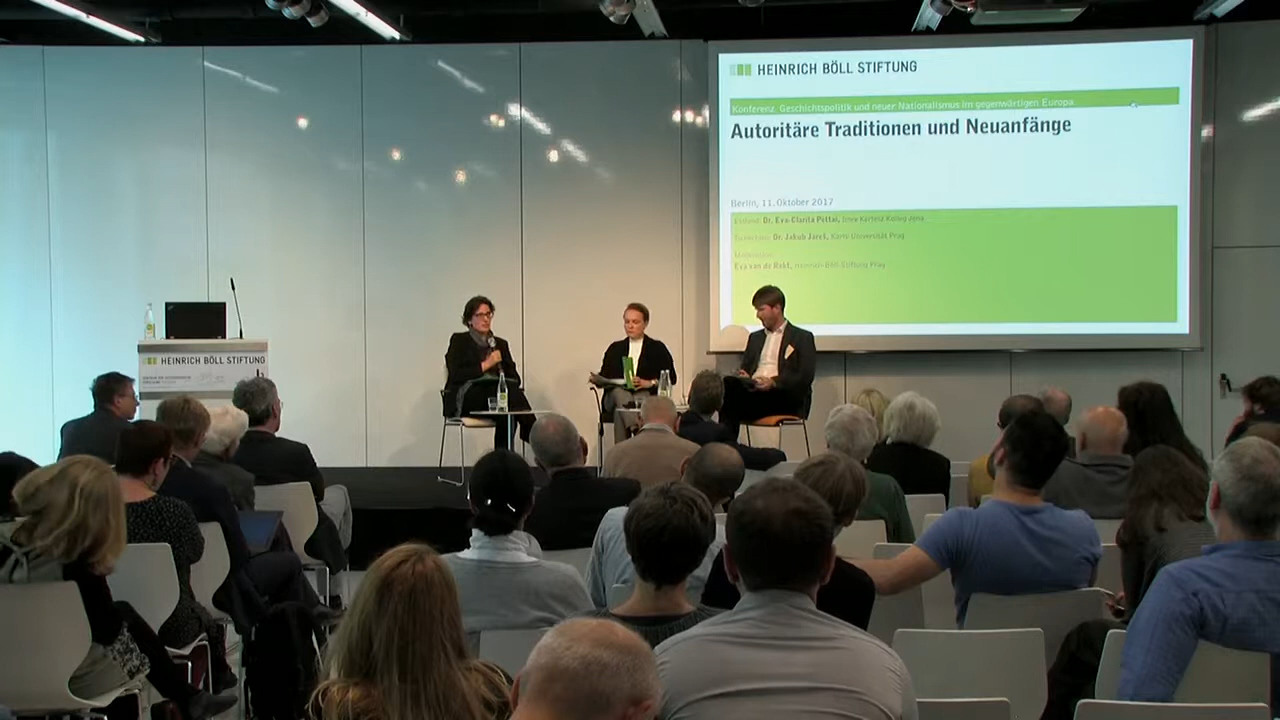 HEINRICH BÖLL STIFTUNG
Konferenz. Geschichtspolitik und neuer Nationalismus im gegenwärtigen Europa.
Autoritäre Traditionen und Neuanfänge
Berlin, 11. Oktober 2017
Dr. Eva-Clarita Pettai, Imre Kertész Kolleg Jena
Dr. Jakub Jareš, Karls-Universität Prag
Eva van de Rakt, Heinrich-Böll-Stiftung Prag
HEINRICH BÖLL STIFTUNG